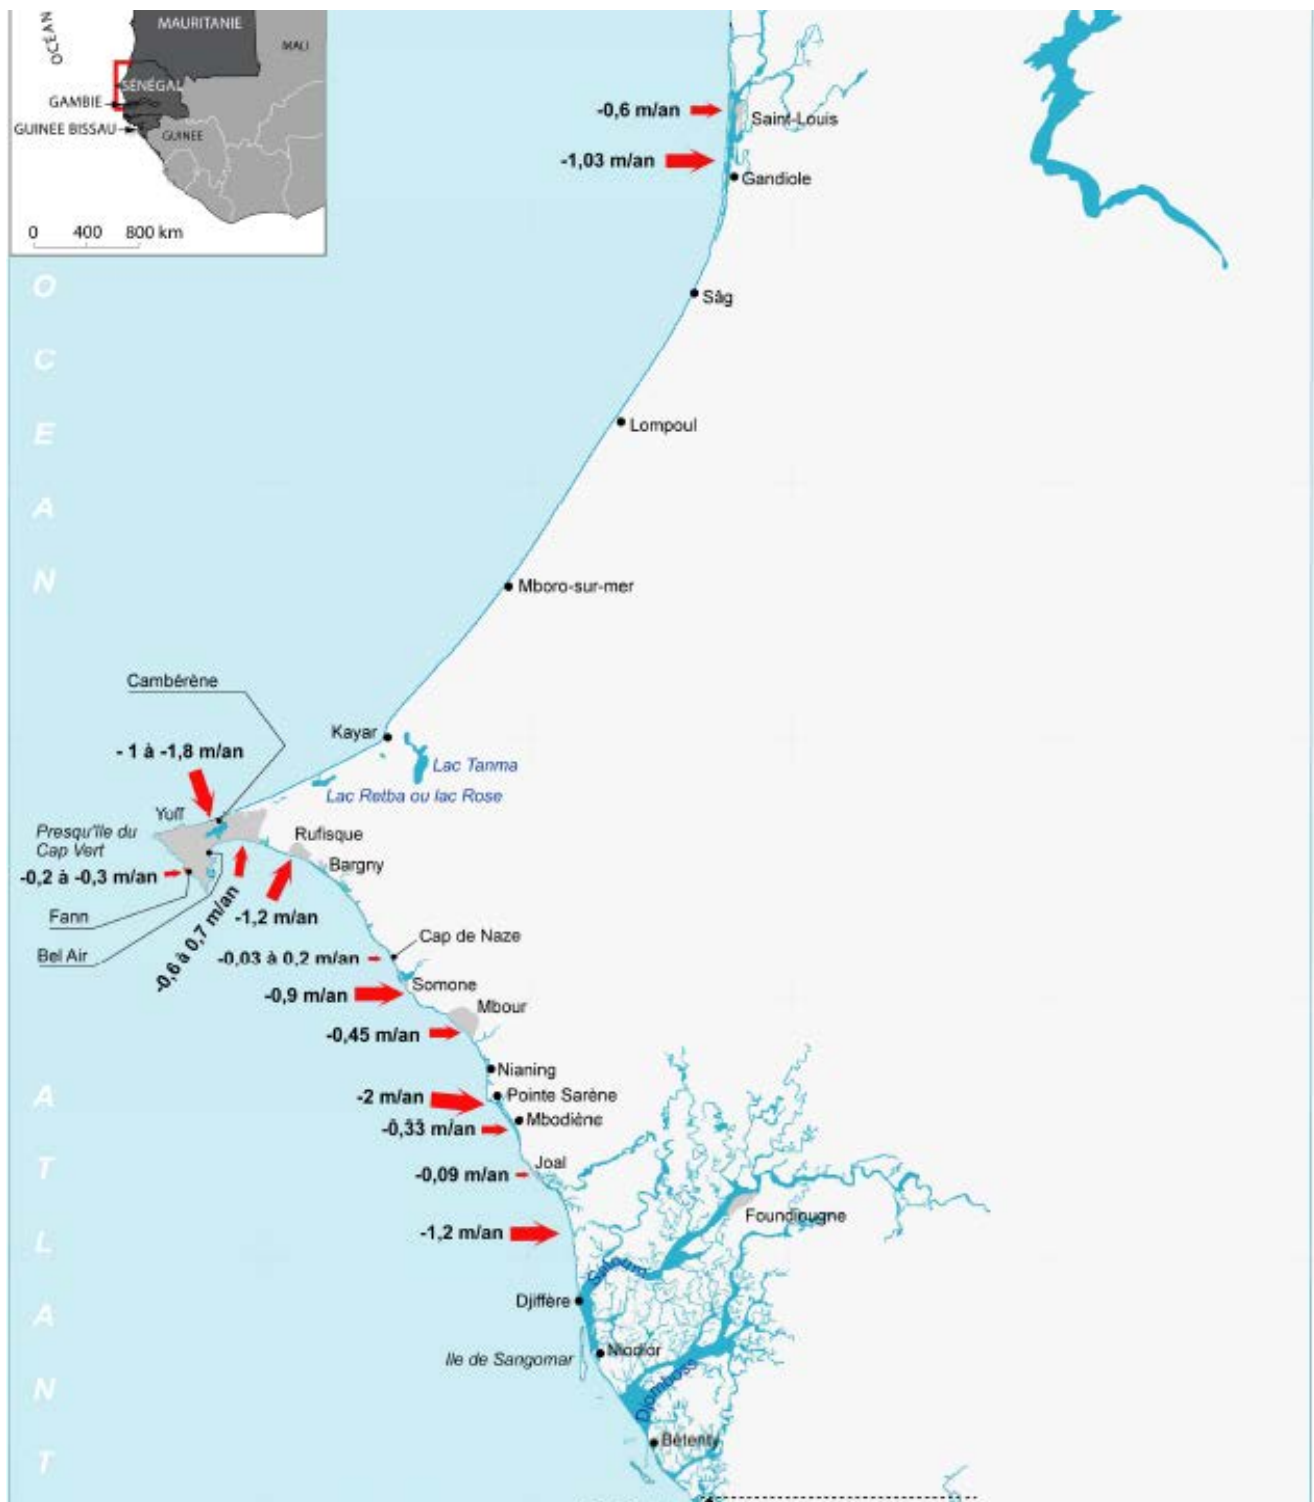 OCÉAN
MAURITANIE
MALI
SÉNÉGAL
GAMBIE
GUINEE BISSAU
GUINEE
0 400 800 km
-0,6 m/an
Saint-Louis
-1,03 m/an
Gandiole
OCEAN
Såg
Lompoul
Mboro-sur-mer
Cambérène
Kayar
- 1 à -1,8 m/an
Lac Tanma
Lac Retba ou lac Rose
Yoff
Presqu'île du
Cap Vert
Rufisque
Bargny
-0,2 à -0,3 m/an
Fann
-1,2 m/an
-0,6 à 0,7 m/an
Bel Air
Cap de Naze
-0,03 à 0,2 m/an
Somone
-0,9 m/an
Mbour
-0,45 m/an
Nianing
-2 m/an
Pointe Sarène
Mbodiène
-0,33 m/an
Joal
-0,09 m/an
ATLANT
Foundiougne
-1,2 m/an
Saloum
Djiffère
Niodior
Ile de Sangomar
Djomboss
Bétenty